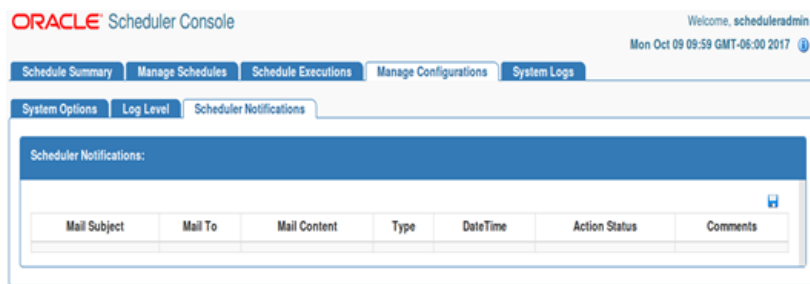 ORACLE Scheduler Console
Welcome, scheduleradmin
Mon Oct 09 09:59 GMT-06:00 2017
Schedule Summary Manage Schedules Schedule Executions Manage Configurations System Logs
System Options Log Level Scheduler Notifications
Scheduler Notifications:
Mail Subject Mail To Mail Content Type DateTime Action Status Comments